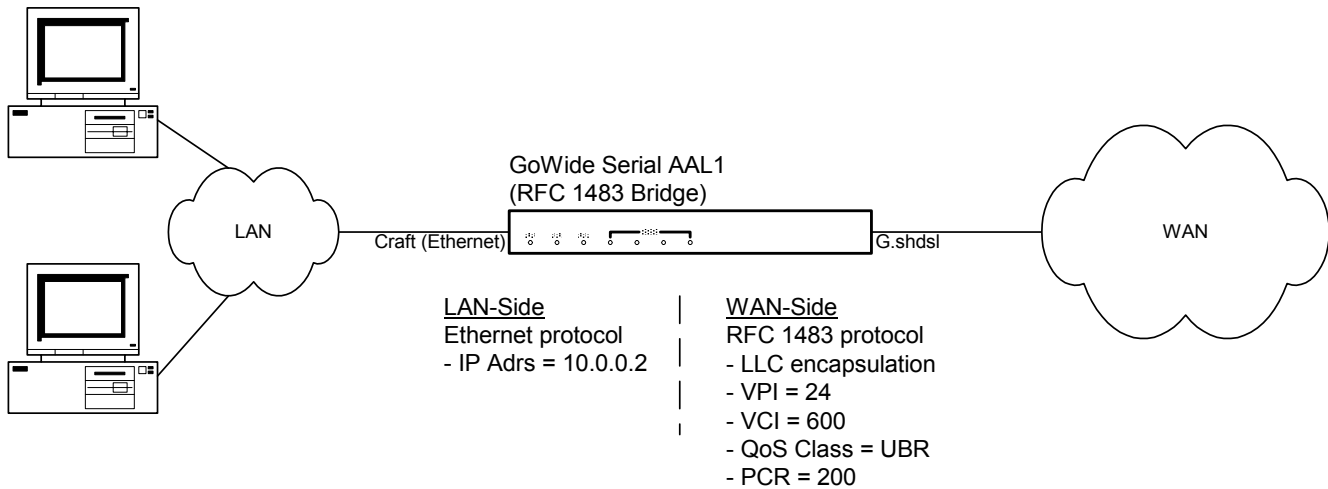 GoWide Serial AAL1
(RFC 1483 Bridge)
LAN
Craft (Ethernet)
G.shdsl
WAN
LAN-Side
Ethernet protocol
- IP Adrs = 10.0.0.2
WAN-Side
RFC 1483 protocol
- LLC encapsulation
- VPI = 24
- VCI = 600
- QoS Class = UBR
- PCR = 200